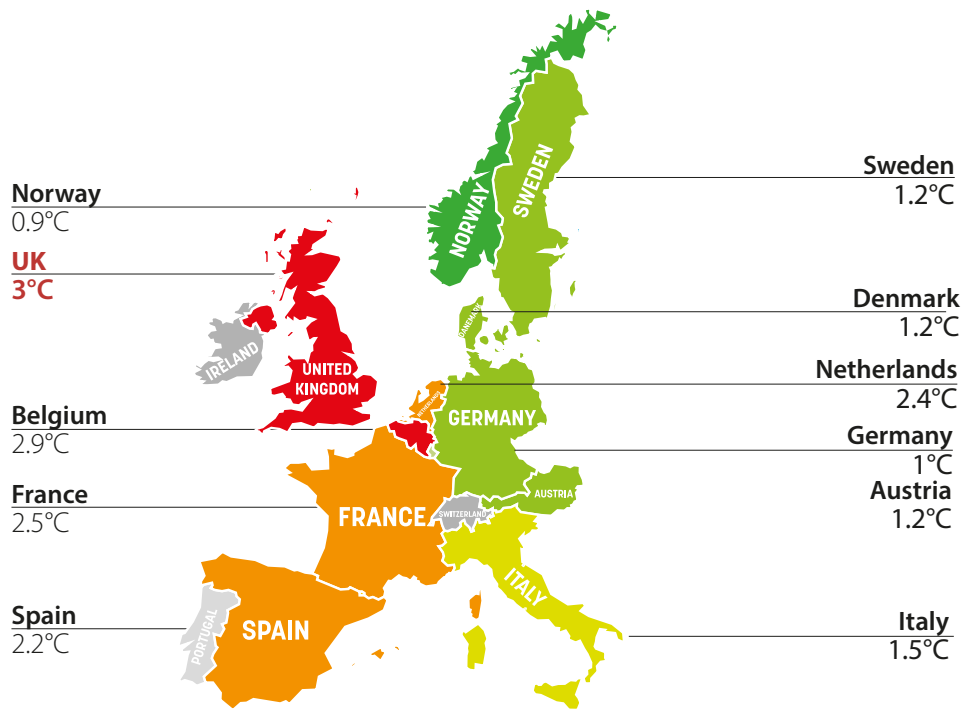 Norway
0.9°C
UK
3°C
Belgium
2.9°C
France
2.5°C
Spain
2.2°C
Sweden
1.2°C
Denmark
1.2°C
Netherlands
2.4°C
Germany
1°C
Austria
1.2°C
Italy
1.5°C
NORWAY
SWEDEN
DANEMARK
IRELAND
UNITED
KINGDOM
NETHERLAND
GERMANY
AUSTRIA
FRANCE
SWITZERLAND
ITALY
PORTUGAL
SPAIN